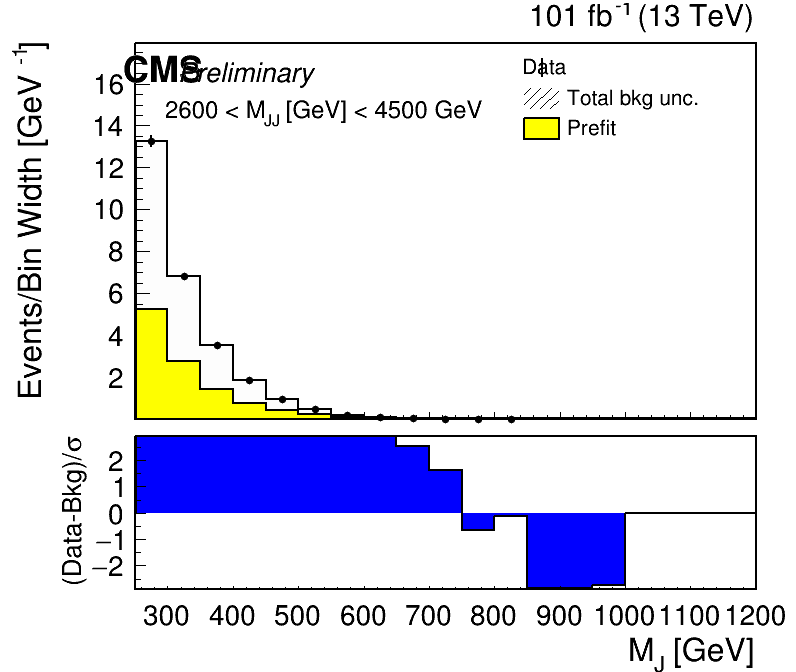 101 fb-1 (13 TeV)
CMS Preliminary
2600 < MJJ [GeV] < 4500 GeV
Data
Total bkg unc.
Prefit
Events/Bin Width [GeV-1]
16
14
12
10
8
6
4
2
(Data-Bkg)/σ
2
1
0
−1
−2
300 400 500 600 700 800 900 1000 1100 1200
MJ [GeV]